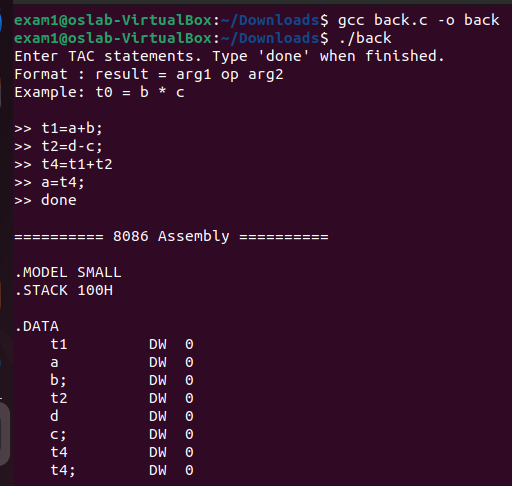 exam1@oslab-VirtualBox:~/Downloads$ gcc back.c -o back
exam1@oslab-VirtualBox:~/Downloads$ ./back
Enter TAC statements. Type 'done' when finished.
Format : result = arg1 op arg2
Example: t0 = b * c

>> t1=a+b;
>> t2=d-c;
>> t4=t1+t2
>> a=t4;
>> done

========== 8086 Assembly ==========

.MODEL SMALL
.STACK 100H

.DATA
    t1         DW  0
    a          DW  0
    b;         DW  0
    t2         DW  0
    d          DW  0
    c;         DW  0
    t4         DW  0
    t4;        DW  0